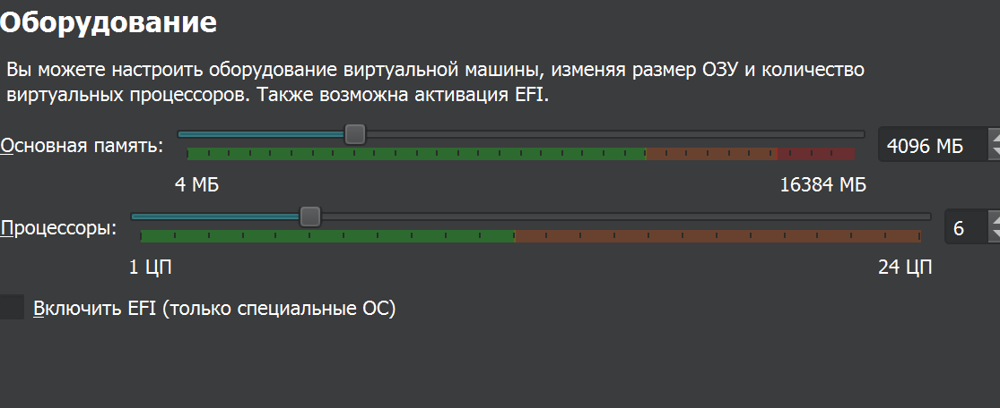 Оборудование
Вы можете настроить оборудование виртуальной машины, изменяя размер ОЗУ и количество
виртуальных процессоров. Также возможна активация EFI.
Основная память: 4096 МБ
4 МБ 16384 МБ
Процессоры: 6
1 ЦП 24 ЦП
Включить EFI (только специальные ОС)